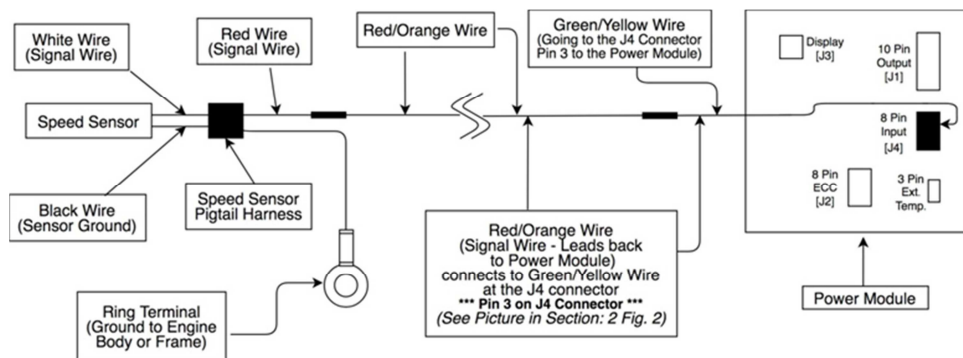 White Wire
(Signal Wire)
Red Wire
(Signal Wire)
Red/Orange Wire
Green/Yellow Wire
(Going to the J4 Connector
Pin 3 to the Power Module)
Display
[J3]
10 Pin
Output
[J1]
Speed Sensor
8 Pin
Input
[J4]
Black Wire
(Sensor Ground)
Speed Sensor
Pigtail Harness
8 Pin
ECC
[J2]
3 Pin
Ext.
Temp.
Red/Orange Wire
(Signal Wire - Leads back
to Power Module)
connects to Green/Yellow Wire
at the J4 connector
*** Pin 3 on J4 Connector ***
(See Picture in Section: 2 Fig. 2)
Ring Terminal
(Ground to Engine
Body or Frame)
Power Module